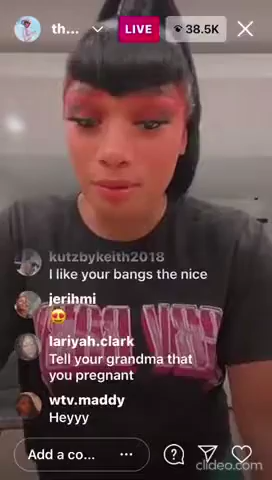 th...
LIVE
38.5K
kutzbykeith2018
I like your bangs the nice
jerihmi
😍
lariyah.clark
Tell your grandma that
you pregnant
wtv.maddy
Heyyy
Add a co...
clideo.com